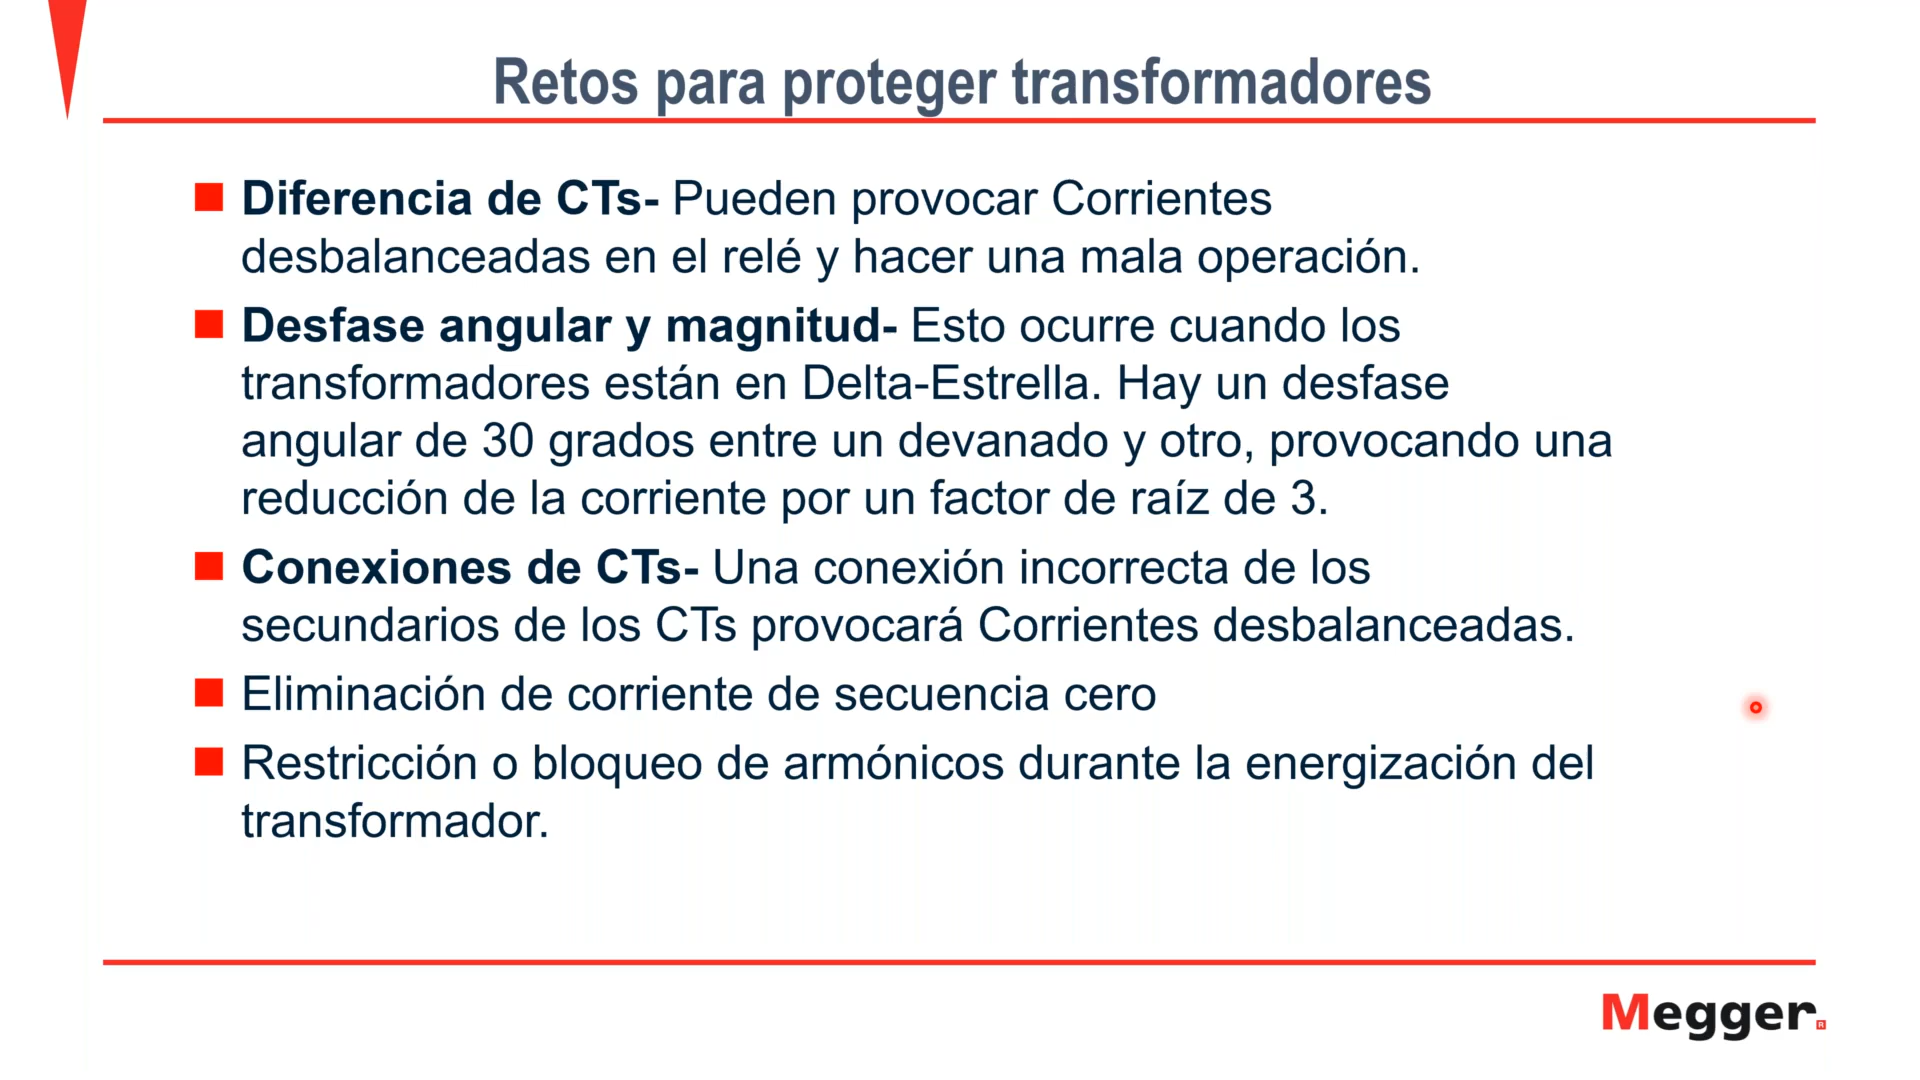 Retos para proteger transformadores
Diferencia de CTs- Pueden provocar Corrientes
desbalanceadas en el relé y hacer una mala operación.
Desfase angular y magnitud- Esto ocurre cuando los
transformadores están en Delta-Estrella. Hay un desfase
angular de 30 grados entre un devanado y otro, provocando una
reducción de la corriente por un factor de raíz de 3.
Conexiones de CTs- Una conexión incorrecta de los
secundarios de los CTs provocará Corrientes desbalanceadas.
Eliminación de corriente de secuencia cero
Restricción o bloqueo de armónicos durante la energización del
transformador.
Megger.